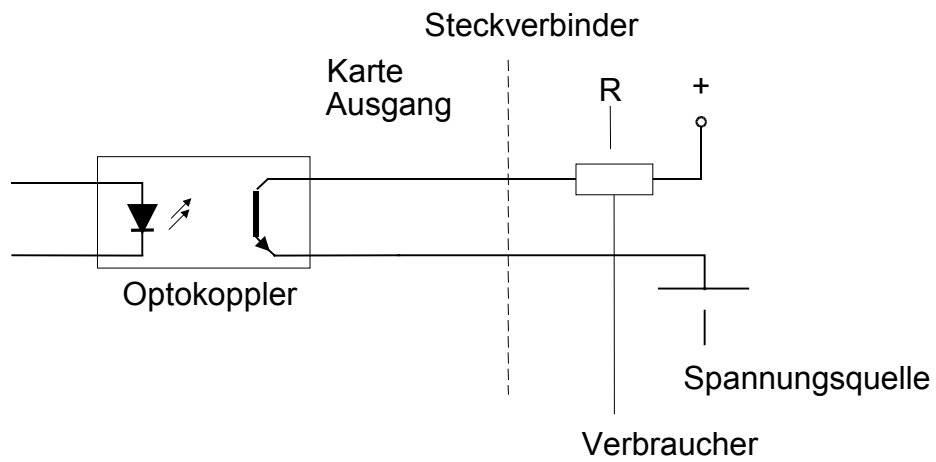 Steckverbinder
Karte
Ausgang
R
+
Optokoppler
Spannungsquelle
Verbraucher